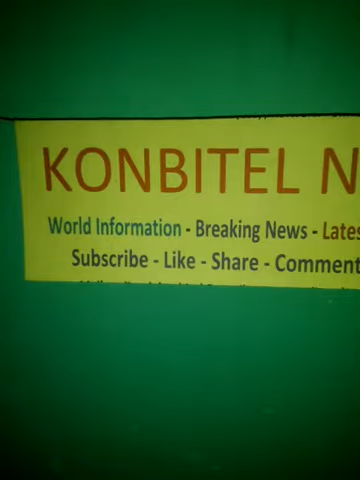 KONBITEL N
World Information - Breaking News - Lates
Subscribe - Like - Share - Comment